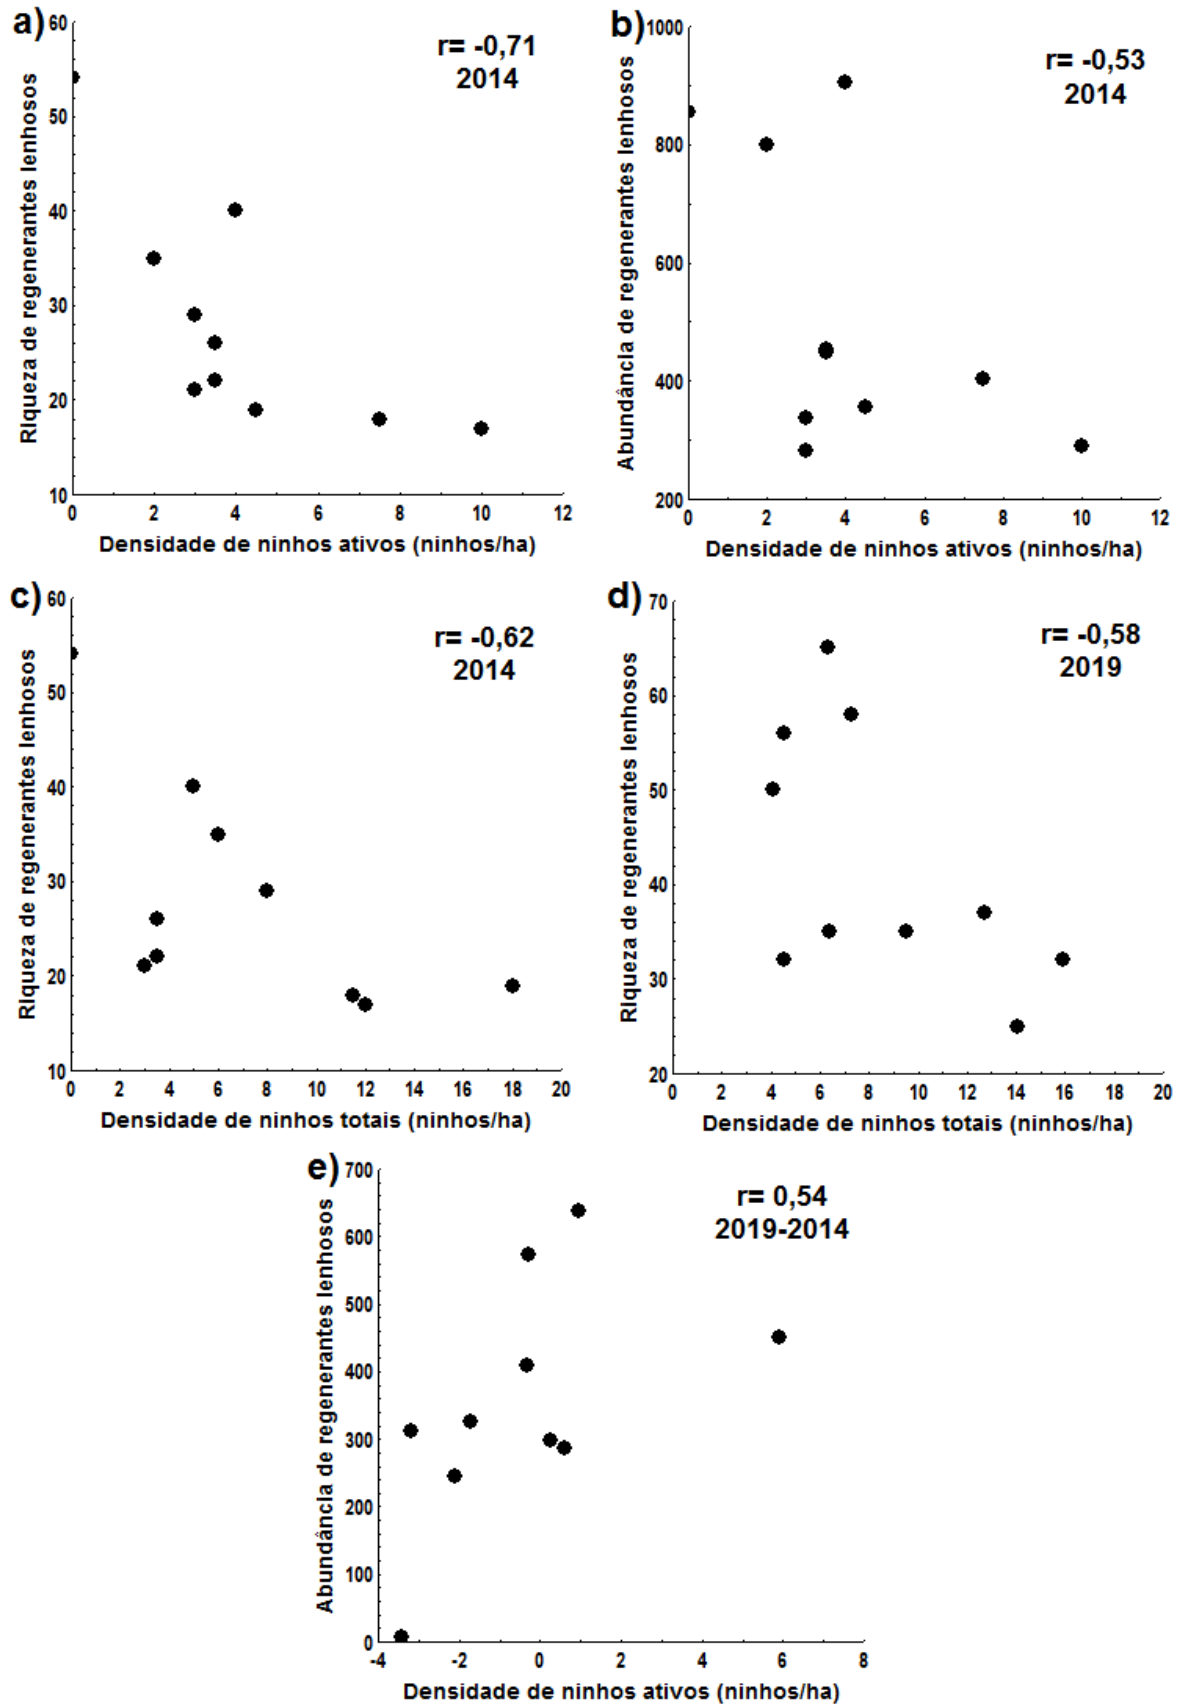 a)
r= -0,71
2014
RIqueza de regenerantes lenhosos
60
50
40
30
20
10
0 2 4 6 8 10 12
Densidade de ninhos ativos (ninhos/ha)
b)
r= -0,53
2014
Abundância de regenerantes lenhosos
1000
800
600
400
200
0 2 4 6 8 10 12
Densidade de ninhos ativos (ninhos/ha)
c)
r= -0,62
2014
RIqueza de regenerantes lenhosos
60
50
40
30
20
10
0 2 4 6 8 10 12 14 16 18 20
Densidade de ninhos totais (ninhos/ha)
d)
r= -0,58
2019
RIqueza de regenerantes lenhosos
70
60
50
40
30
20
0 2 4 6 8 10 12 14 16 18 20
Densidade de ninhos totais (ninhos/ha)
e)
r= 0,54
2019-2014
Abundância de regenerantes lenhosos
700
600
500
400
300
200
100
0
-4 -2 0 2 4 6 8
Densidade de ninhos ativos (ninhos/ha)